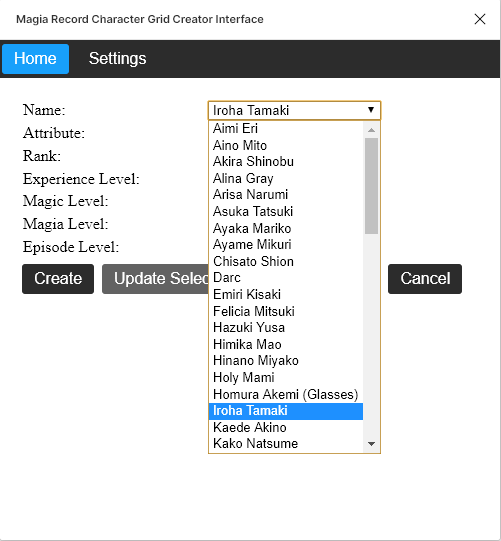 Magia Record Character Grid Creator Interface
Home Settings
Name: Iroha Tamaki
Attribute:
Rank:
Experience Level:
Magic Level:
Magia Level:
Episode Level:
Aimi Eri
Aino Mito
Akira Shinobu
Alina Gray
Arisa Narumi
Asuka Tatsuki
Ayaka Mariko
Ayame Mikuri
Chisato Shion
Darc
Emiri Kisaki
Felicia Mitsuki
Hazuki Yusa
Himika Mao
Hinano Miyako
Holy Mami
Homura Akemi (Glasses)
Iroha Tamaki
Kaede Akino
Kako Natsume
Create Update Selec Cancel